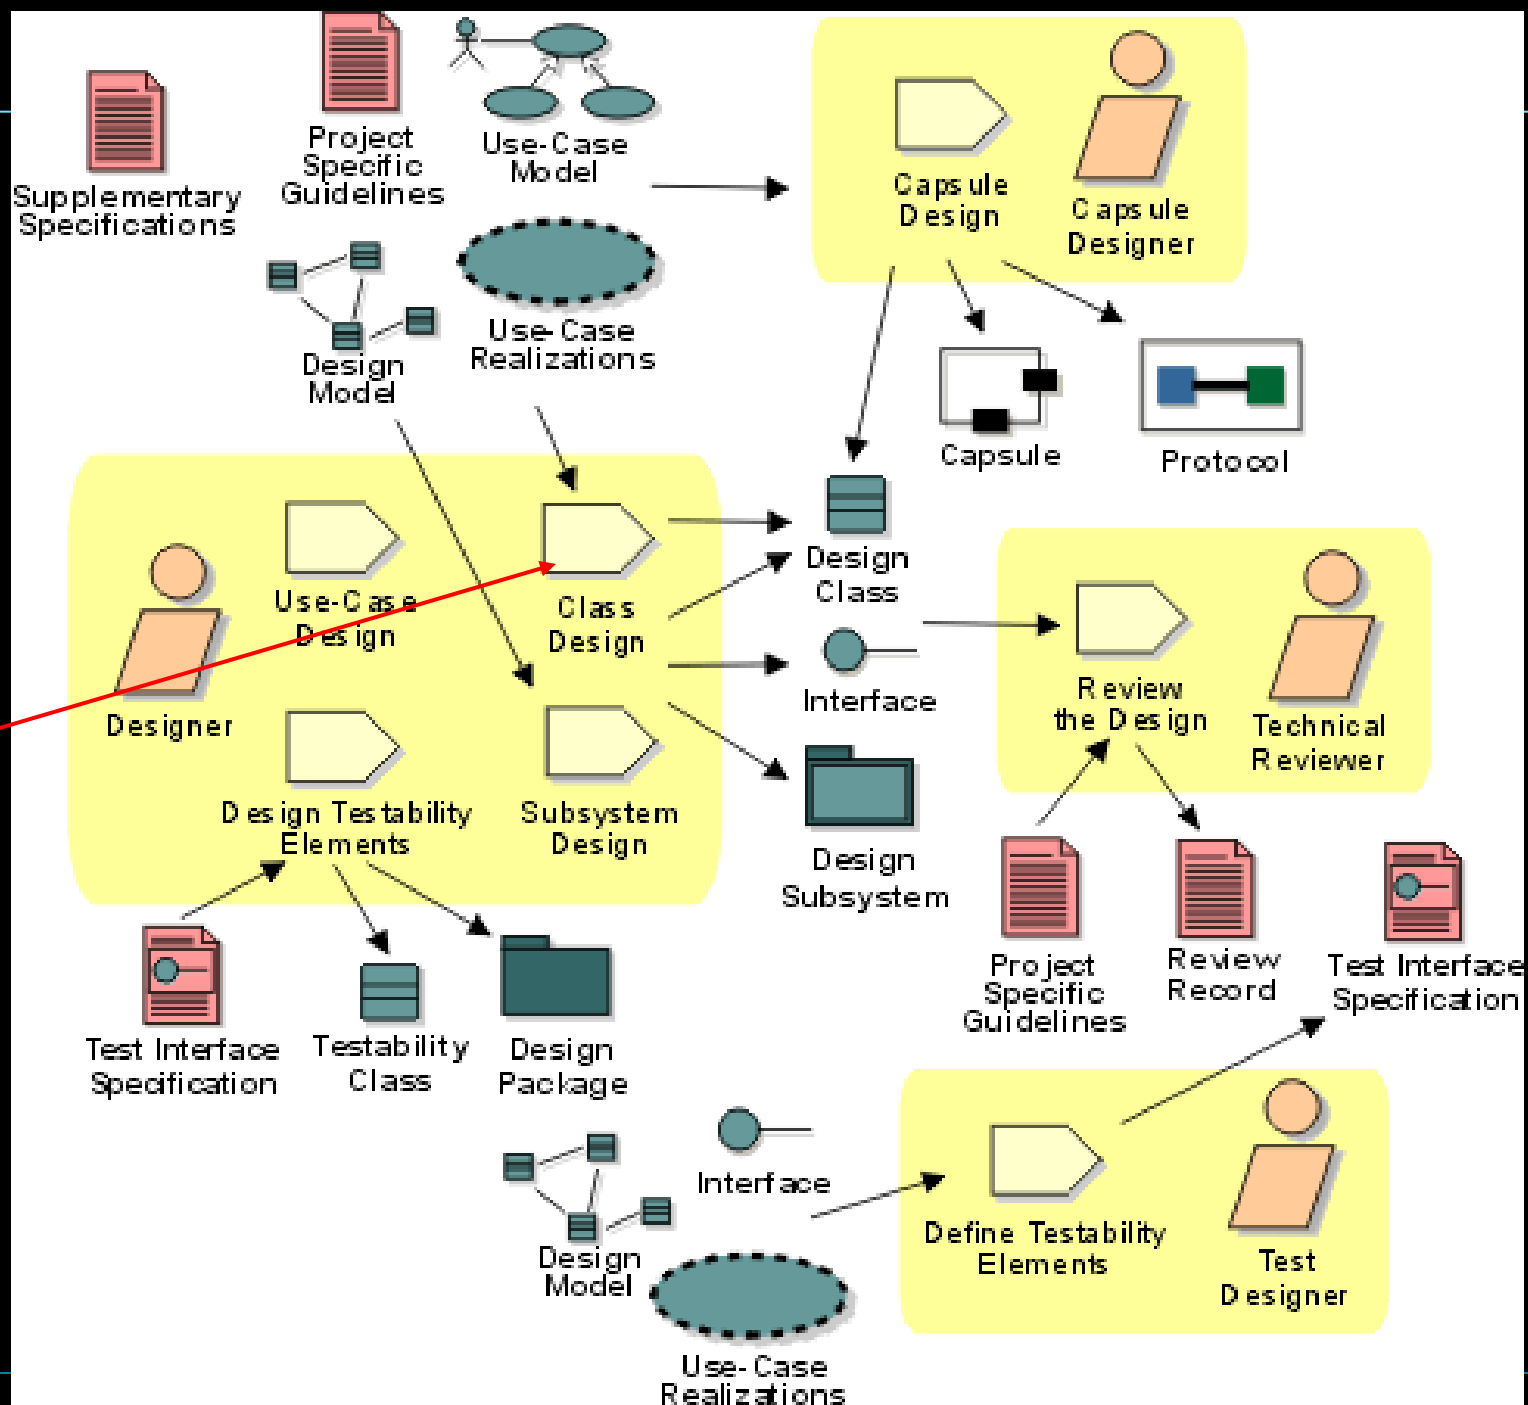 Supplementary
Specifications
Project
Specific
Guidelines
Use-Case
Model
Capsule
Design
Capsule
Designer
Design
Model
Use-Case
Realizations
Capsule
Protocol
Designer
Use-Case
Design
Class
Design
Design
Class
Interface
Review
the Design
Technical
Reviewer
Design Testability
Elements
Subsystem
Design
Design
Subsystem
Test Interface
Specification
Testability
Class
Design
Package
Project
Specific
Guidelines
Review
Record
Test Interface
Specification
Interface
Design
Model
Use-Case
Realizations
Define Testability
Elements
Test
Designer